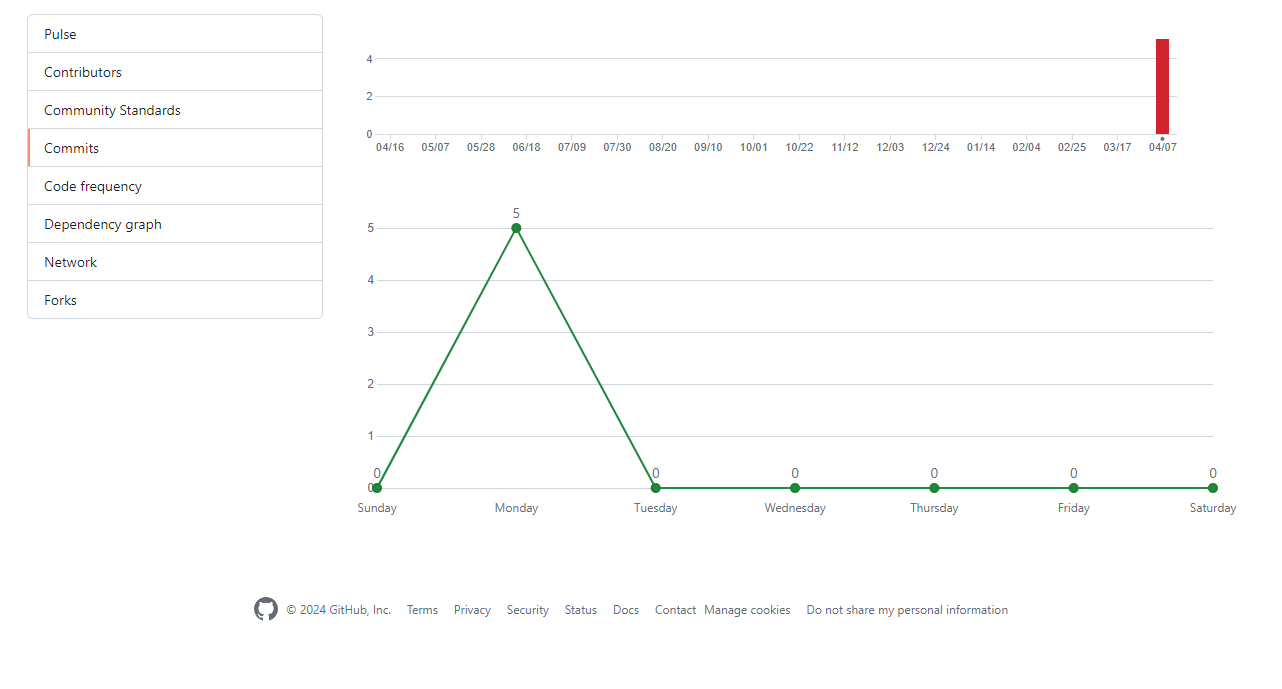 Pulse
Contributors
Community Standards
Commits
Code frequency
Dependency graph
Network
Forks
4
2
0
04/16 05/07 05/28 06/18 07/09 07/30 08/20 09/10 10/01 10/22 11/12 12/03 12/24 01/14 02/04 02/25 03/17 04/07
5
5
4
3
2
1
0 0 0 0 0 0
0
Sunday Monday Tuesday Wednesday Thursday Friday Saturday
© 2024 GitHub, Inc. Terms Privacy Security Status Docs Contact Manage cookies Do not share my personal information